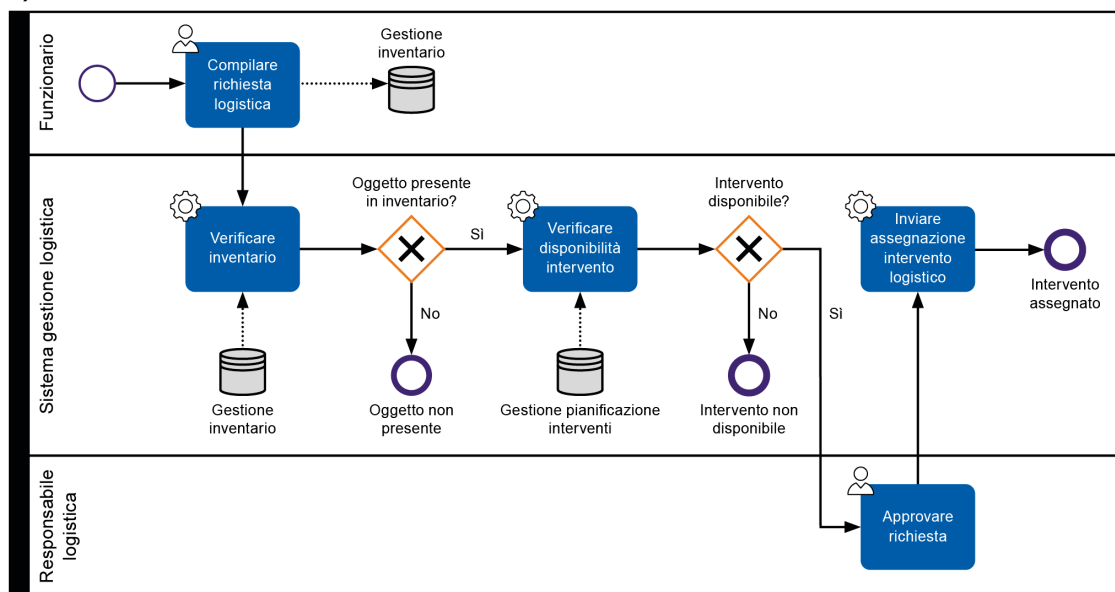 Funzionario
Compilare
richiesta
logistica
Gestione
inventario
Sistema gestione logistica
Verificare
inventario
Gestione
inventario
Oggetto presente
in inventario?
Sì
No
Oggetto non
presente
Verificare
disponibilità
intervento
Gestione pianificazione
interventi
Intervento
disponibile?
No
Sì
Intervento non
disponibile
Inviare
assegnazione
intervento
logistico
Intervento
assegnato
Responsabile
logistica
Approvare
richiesta